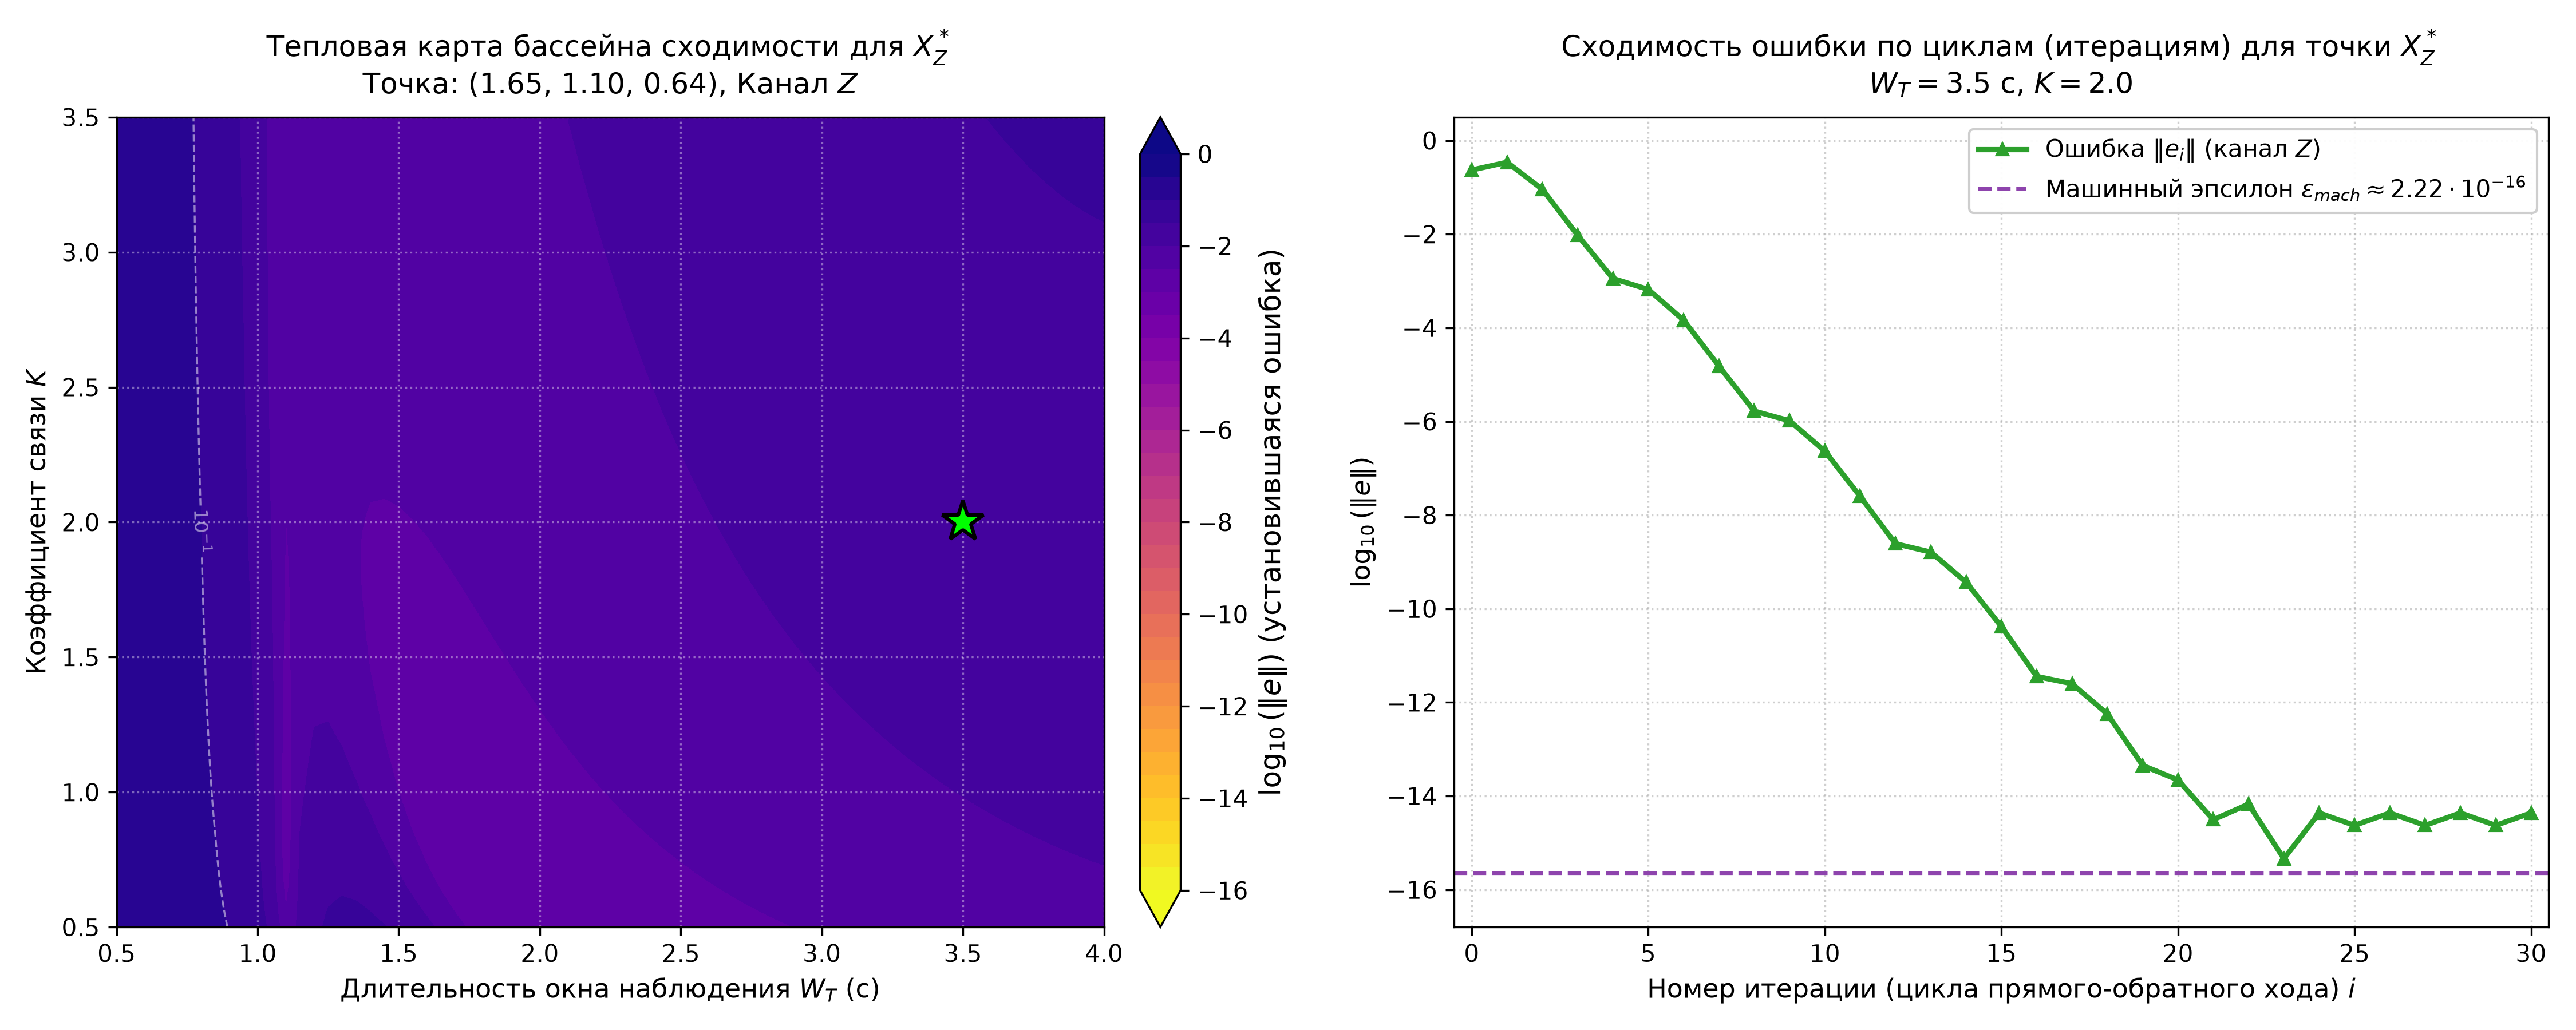 Тепловая карта бассейна сходимости для $X_Z^*$
Точка: (1.65, 1.10, 0.64), Канал $Z$
3.5
3.0
2.5
2.0
1.5
1.0
0.5
Коэффициент связи $K$
10⁻¹
0.5 1.0 1.5 2.0 2.5 3.0 3.5 4.0
Длительность окна наблюдения $W_T$ (с)
0
−2
−4
−6
−8
−10
−12
−14
−16
log₁₀(‖e‖) (установившаяся ошибка)
Сходимость ошибки по циклам (итерациям) для точки $X_Z^*$
$W_T = 3.5$ с, $K = 2.0$
Ошибка ‖$e_i$‖ (канал $Z$)
Машинный эпсилон $ε_{mach}$ ≈ 2.22 · 10⁻¹⁶
0
−2
−4
−6
−8
−10
−12
−14
−16
log₁₀(‖e‖)
0 5 10 15 20 25 30
Номер итерации (цикла прямого-обратного хода) $i$